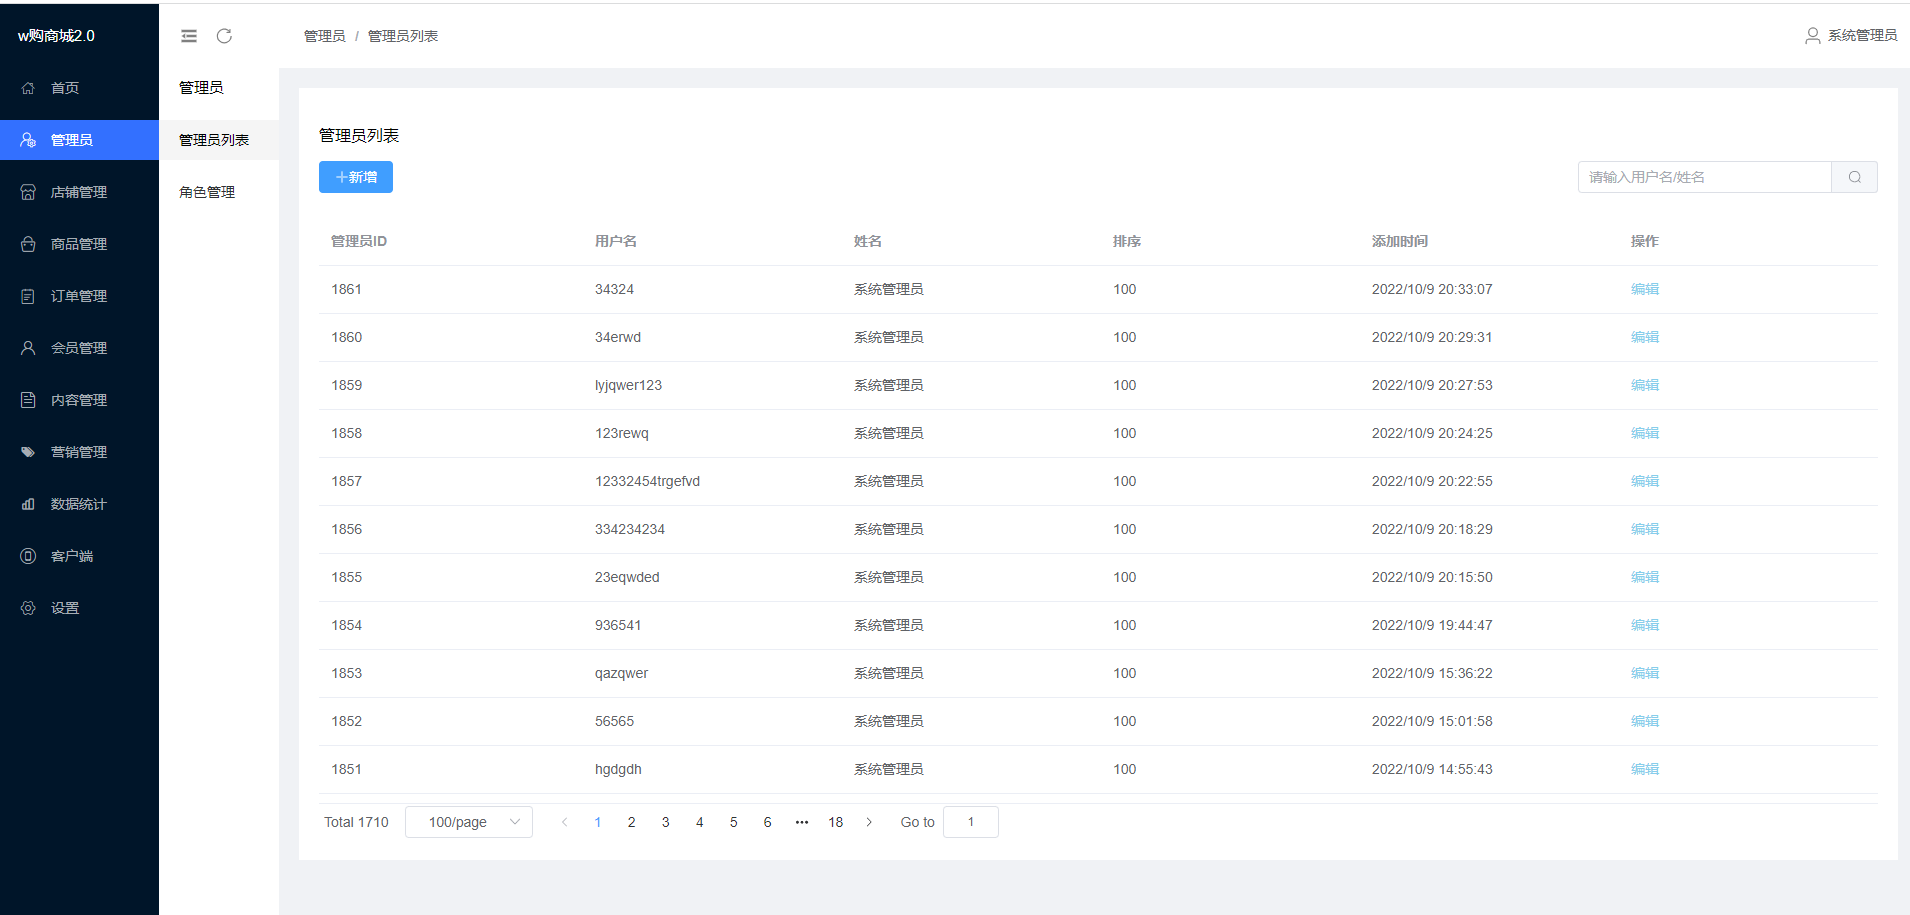 w购商城2.0
首页
管理员
店铺管理
商品管理
订单管理
会员管理
内容管理
营销管理
数据统计
客户端
设置
管理员
管理员列表
角色管理
管理员 / 管理员列表
系统管理员
管理员列表
+新增
请输入用户名/姓名
管理员ID 用户名 姓名 排序 添加时间 操作
1861 34324 系统管理员 100 2022/10/9 20:33:07 编辑
1860 34erwd 系统管理员 100 2022/10/9 20:29:31 编辑
1859 lyjqwer123 系统管理员 100 2022/10/9 20:27:53 编辑
1858 123rewq 系统管理员 100 2022/10/9 20:24:25 编辑
1857 12332454trgefvd 系统管理员 100 2022/10/9 20:22:55 编辑
1856 334234234 系统管理员 100 2022/10/9 20:18:29 编辑
1855 23eqwded 系统管理员 100 2022/10/9 20:15:50 编辑
1854 936541 系统管理员 100 2022/10/9 19:44:47 编辑
1853 qazqwer 系统管理员 100 2022/10/9 15:36:22 编辑
1852 56565 系统管理员 100 2022/10/9 15:01:58 编辑
1851 hgdgdh 系统管理员 100 2022/10/9 14:55:43 编辑
Total 1710 100/page 1 2 3 4 5 6 ••• 18 Go to 1